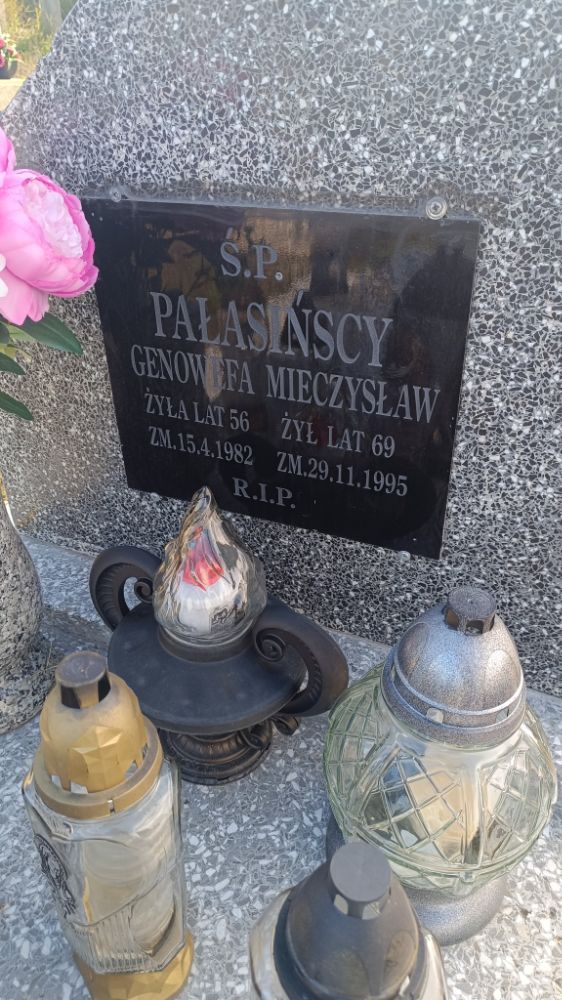 Ś.P.
PAŁASIŃSCY
GENOWEFA MIECZYSŁAW
ŻYŁA LAT 56 ŻYŁ LAT 69
ZM.15.4.1982 ZM.29.11.1995
R.I.P.